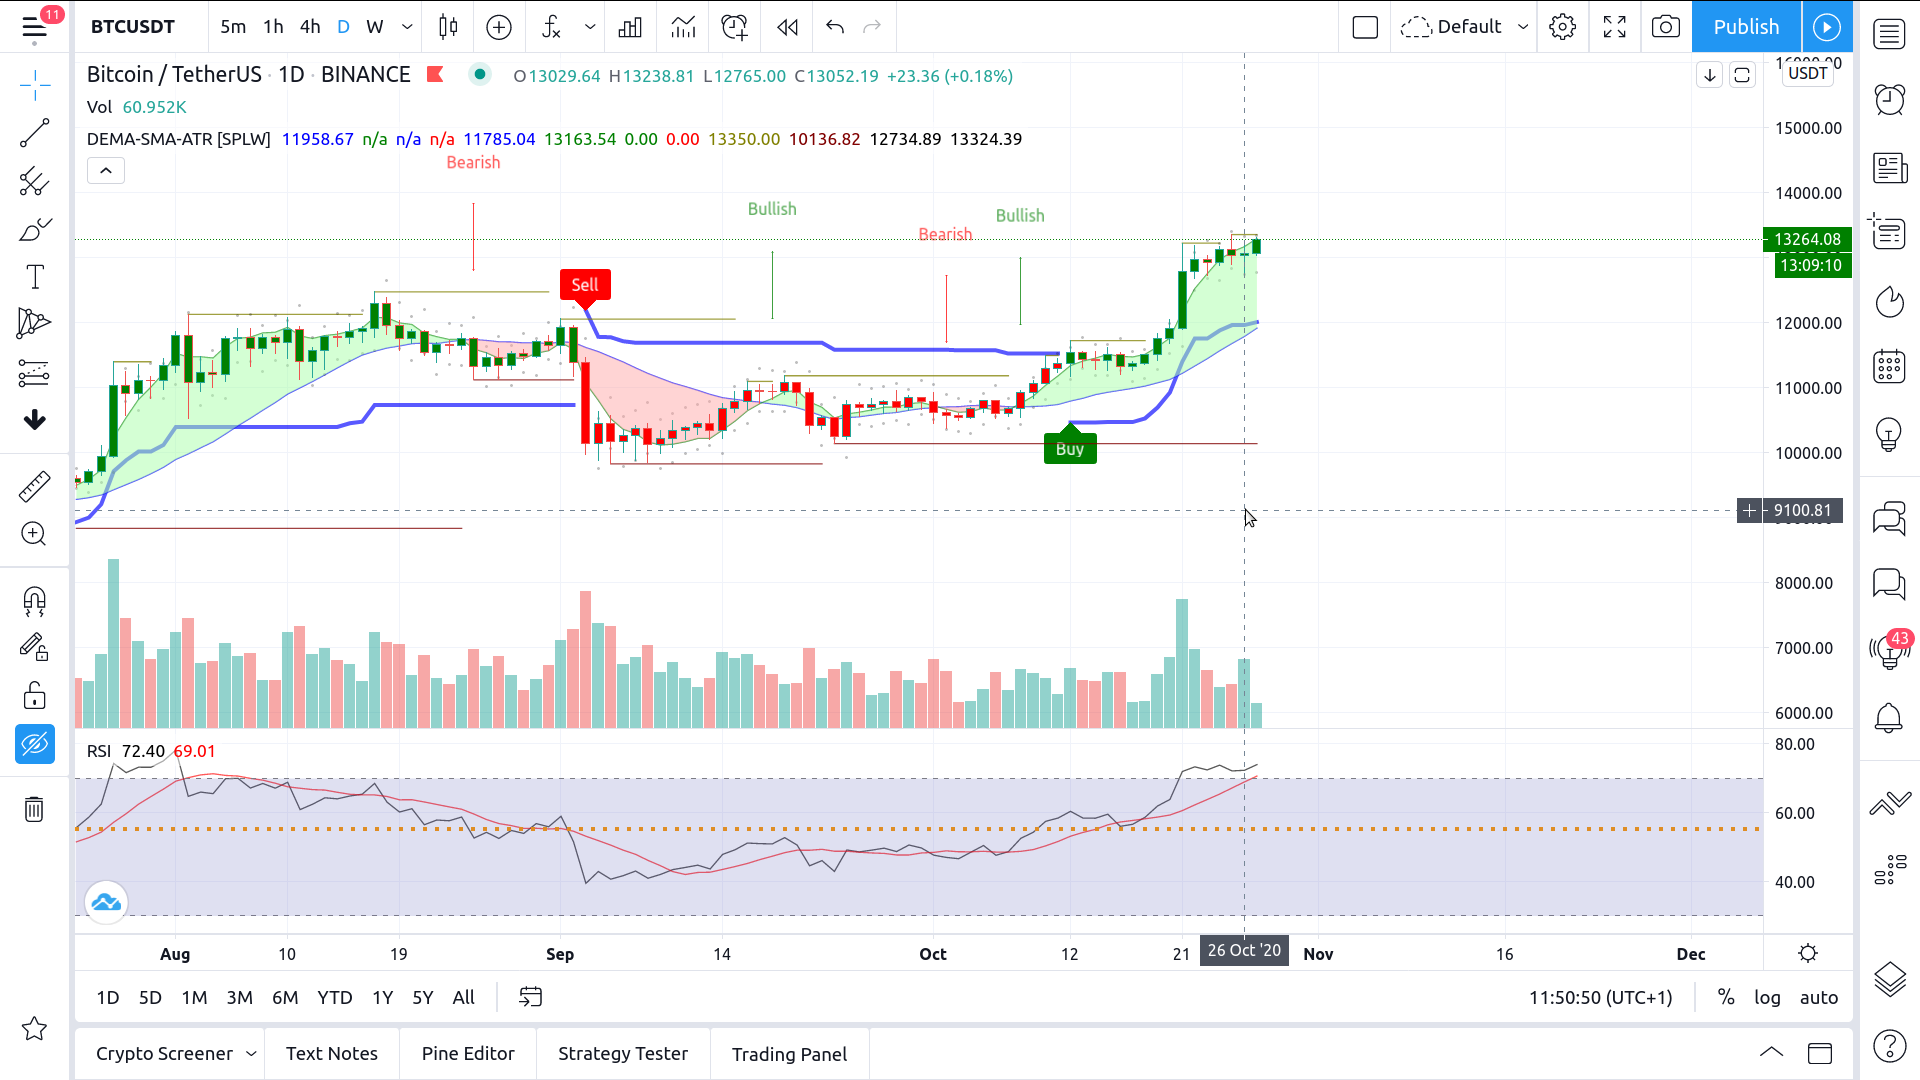 11
BTCUSDT
5m 1h 4h D W
Default
Publish
Bitcoin / TetherUS · 1D · BINANCE
O13029.64 H13238.81 L12765.00 C13052.19 +23.36 (+0.18%)
Vol 60.952K
DEMA-SMA-ATR [SPLW] 11958.67 n/a n/a n/a 11785.04 13163.54 0.00 0.00 13350.00 10136.82 12734.89 13324.39
USDT
15000.00
14000.00
13264.08
13:09:10
12000.00
11000.00
10000.00
9100.81
8000.00
7000.00
6000.00
Bearish
Bullish
Bearish
Bullish
Sell
Buy
43
RSI 72.40 69.01
80.00
60.00
40.00
Aug 10 19 Sep 14 Oct 12 21 26 Oct '20 Nov 16 Dec
1D 5D 1M 3M 6M YTD 1Y 5Y All
11:50:50 (UTC+1) % log auto
Crypto Screener Text Notes Pine Editor Strategy Tester Trading Panel